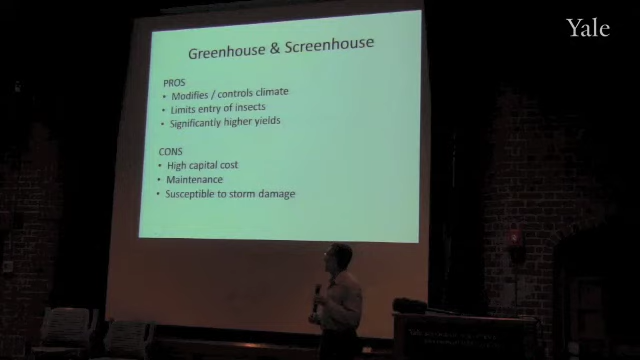 Yale
Greenhouse & Screenhouse
PROS
• Modifies / controls climate
• Limits entry of insects
• Significantly higher yields
CONS
• High capital cost
• Maintenance
• Susceptible to storm damage